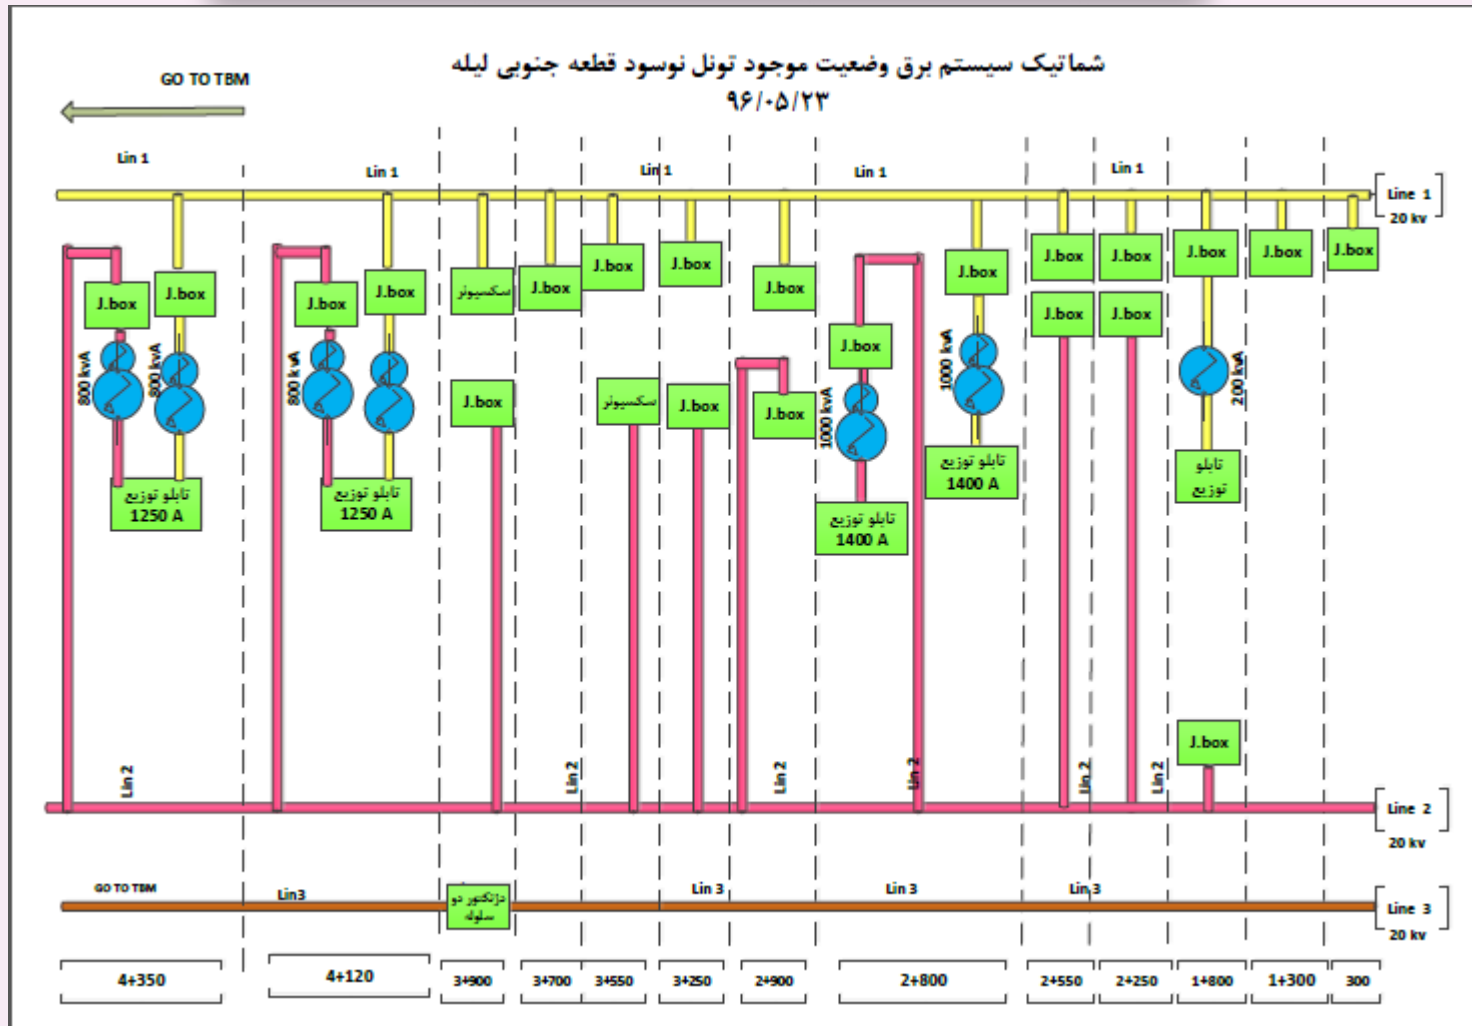 شماتیک سیستم برق وضعیت موجود تونل نوسود قطعه جنوبی لیله
۹۶/۰۵/۲۳
GO TO TBM
Lin 1
Lin 1
Lin 1
Lin 1
Lin 1
Line 1
20 kv
J.box
J.box
J.box
J.box
سکسیونر
J.box
J.box
J.box
J.box
J.box
J.box
J.box
J.box
J.box
J.box
J.box
J.box
J.box
J.box
800 kvA
800 kvA
800 kvA
J.box
سکسیونر
J.box
J.box
1000 kvA
1000 kvA
200 kvA
تابلو توزیع
1250 A
تابلو توزیع
1250 A
تابلو توزیع
1400 A
تابلو توزیع
1400 A
تابلو
توزیع
J.box
Lin 2
Lin 2
Lin 2
Lin 2
Lin 2
Lin 2
Line 2
20 kv
GO TO TBM
Lin3
دژنکتور دو
سلوله
Lin 3
Lin 3
Lin 3
Line 3
20 kv
4+350
4+120
3+900
3+700
3+550
3+250
2+900
2+800
2+550
2+250
1+800
1+300
300